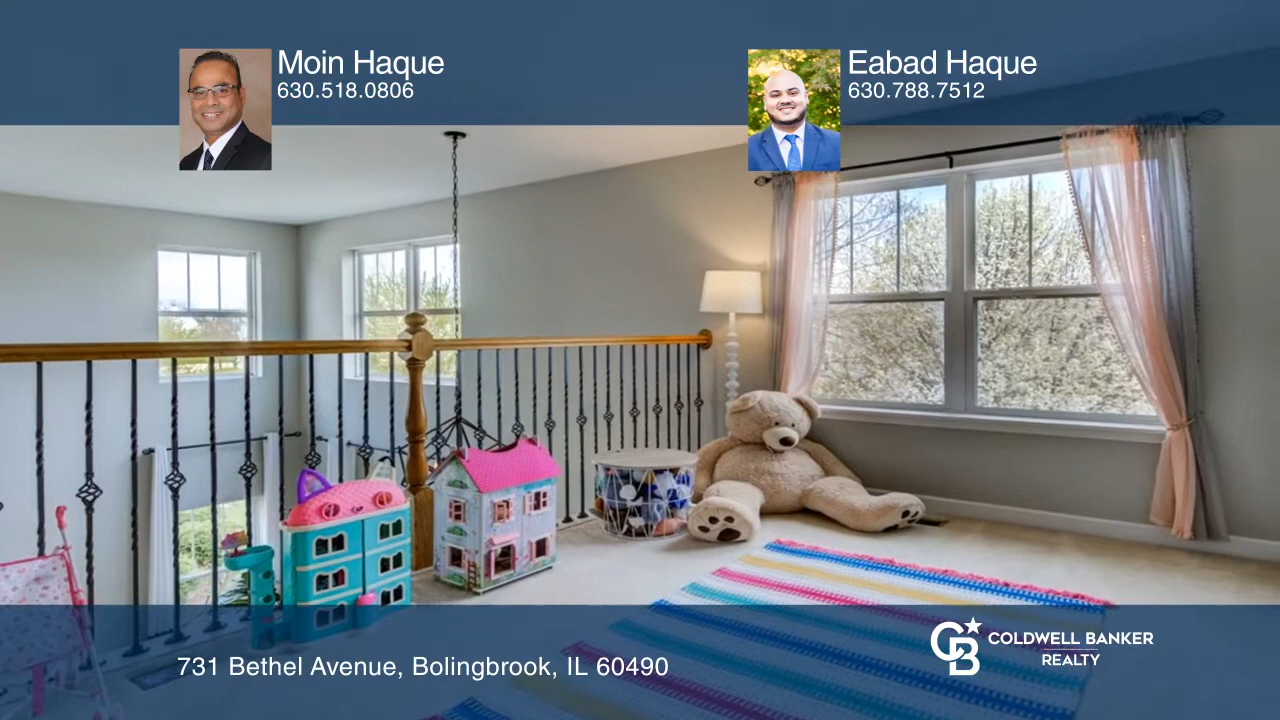 Moin Haque
630.518.0806
Eabad Haque
630.788.7512
731 Bethel Avenue, Bolingbrook, IL 60490
CB
COLDWELL BANKER
REALTY